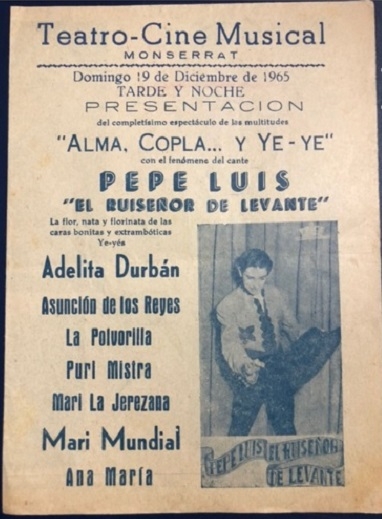 Teatro-Cine Musical
MONSERRAT
Domingo 19 de Diciembre de 1965
TARDE Y NOCHE
PRESENTACION
del completísimo espectáculo de las multitudes
"ALMA, COPLA... Y YE-YE"
con el fenómeno del cante
PEPE LUIS
"EL RUISEÑOR DE LEVANTE"
La flor, nata y fiorinata de las
caras bonitas y extrambóticas
Ye-yés
Adelita Durbán
Asunción de los Reyes
La Polvorilla
Puri Mistra
Mari La Jerezana
Mari Mundial
Ana María
PEPE LUIS EL RUISEÑOR
DE LEVANTE